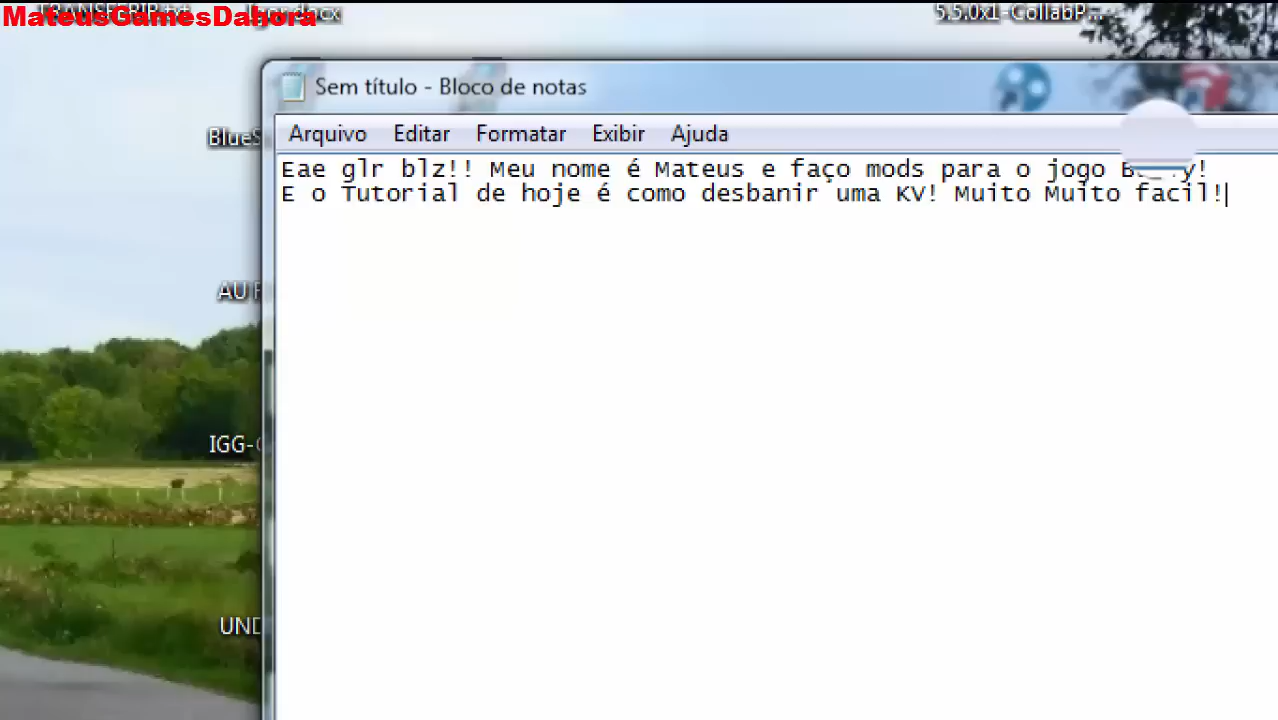 MateusGamesDahora
5.5.0x1-CollabP...
Sem título - Bloco de notas
Arquivo Editar Formatar Exibir Ajuda
Eae glr blz!! Meu nome é Mateus e faço mods para o jogo
E o Tutorial de hoje é como desbanir uma KV! Muito Muito facil!
BlueS
AU F
IGG-
UND